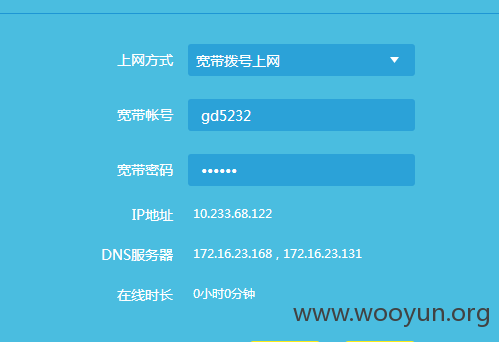 上网方式 宽带拨号上网
宽带帐号 gd5232
宽带密码 ••••••
IP地址 10.233.68.122
DNS服务器 172.16.23.168 , 172.16.23.131
在线时长 0小时0分钟
www.wooyun.org